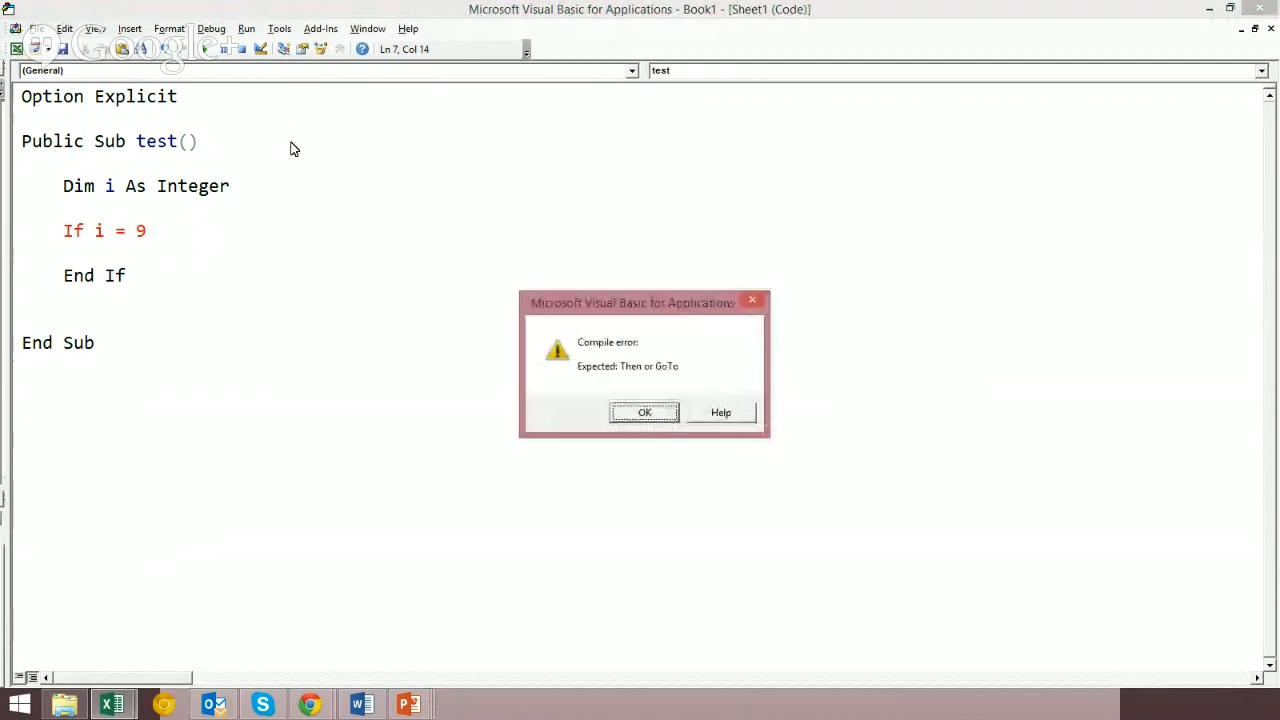 Microsoft Visual Basic for Applications - Book1 - [Sheet1 (Code)]
File Edit View Insert Format Debug Run Tools Add-Ins Window Help
Google+
Ln 7, Col 14
(General) test
Option Explicit
Public Sub test()
Dim i As Integer
If i = 9
End If
End Sub
Microsoft Visual Basic for Applications
Compile error:
Expected: Then or GoTo
OK Help